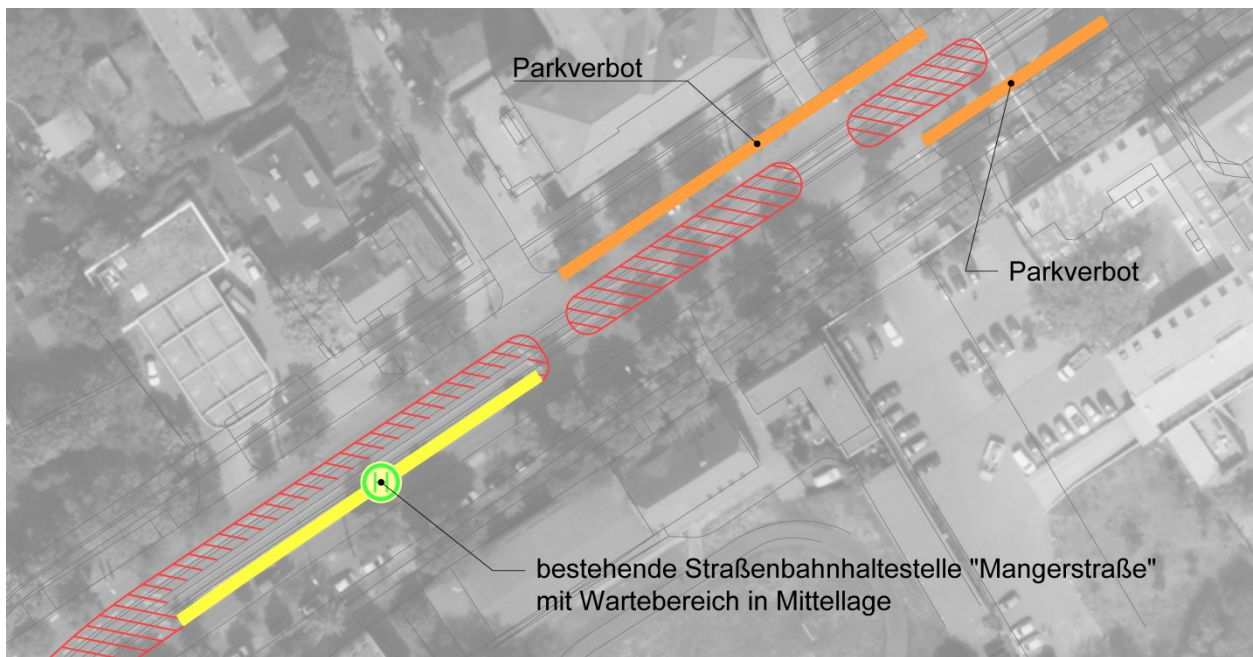 Parkverbot
Parkverbot
H
bestehende Straßenbahnhaltestelle "Mangerstraße"
mit Wartebereich in Mittellage